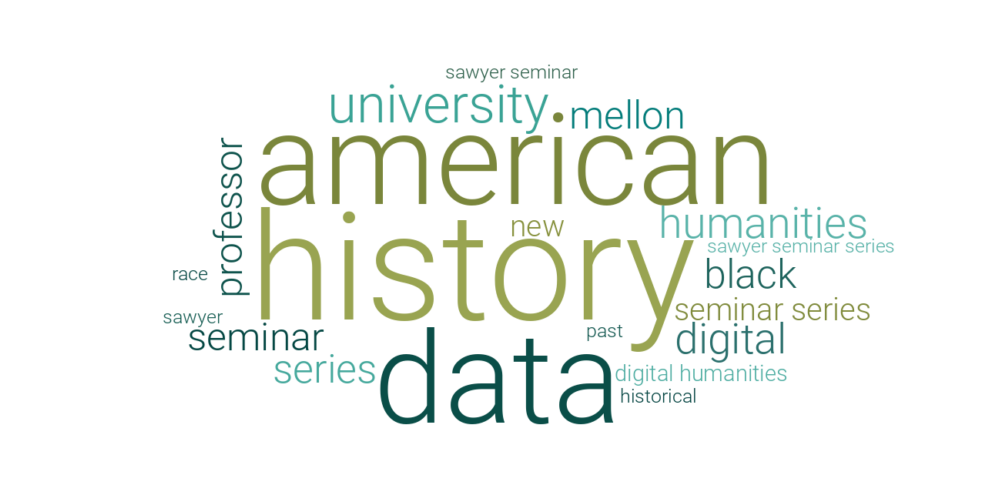 sawyer seminar
university
mellon
american
professor
history
new
humanities
sawyer seminar series
race
black
seminar series
sawyer
seminar
past
digital
series
data
digital humanities
historical